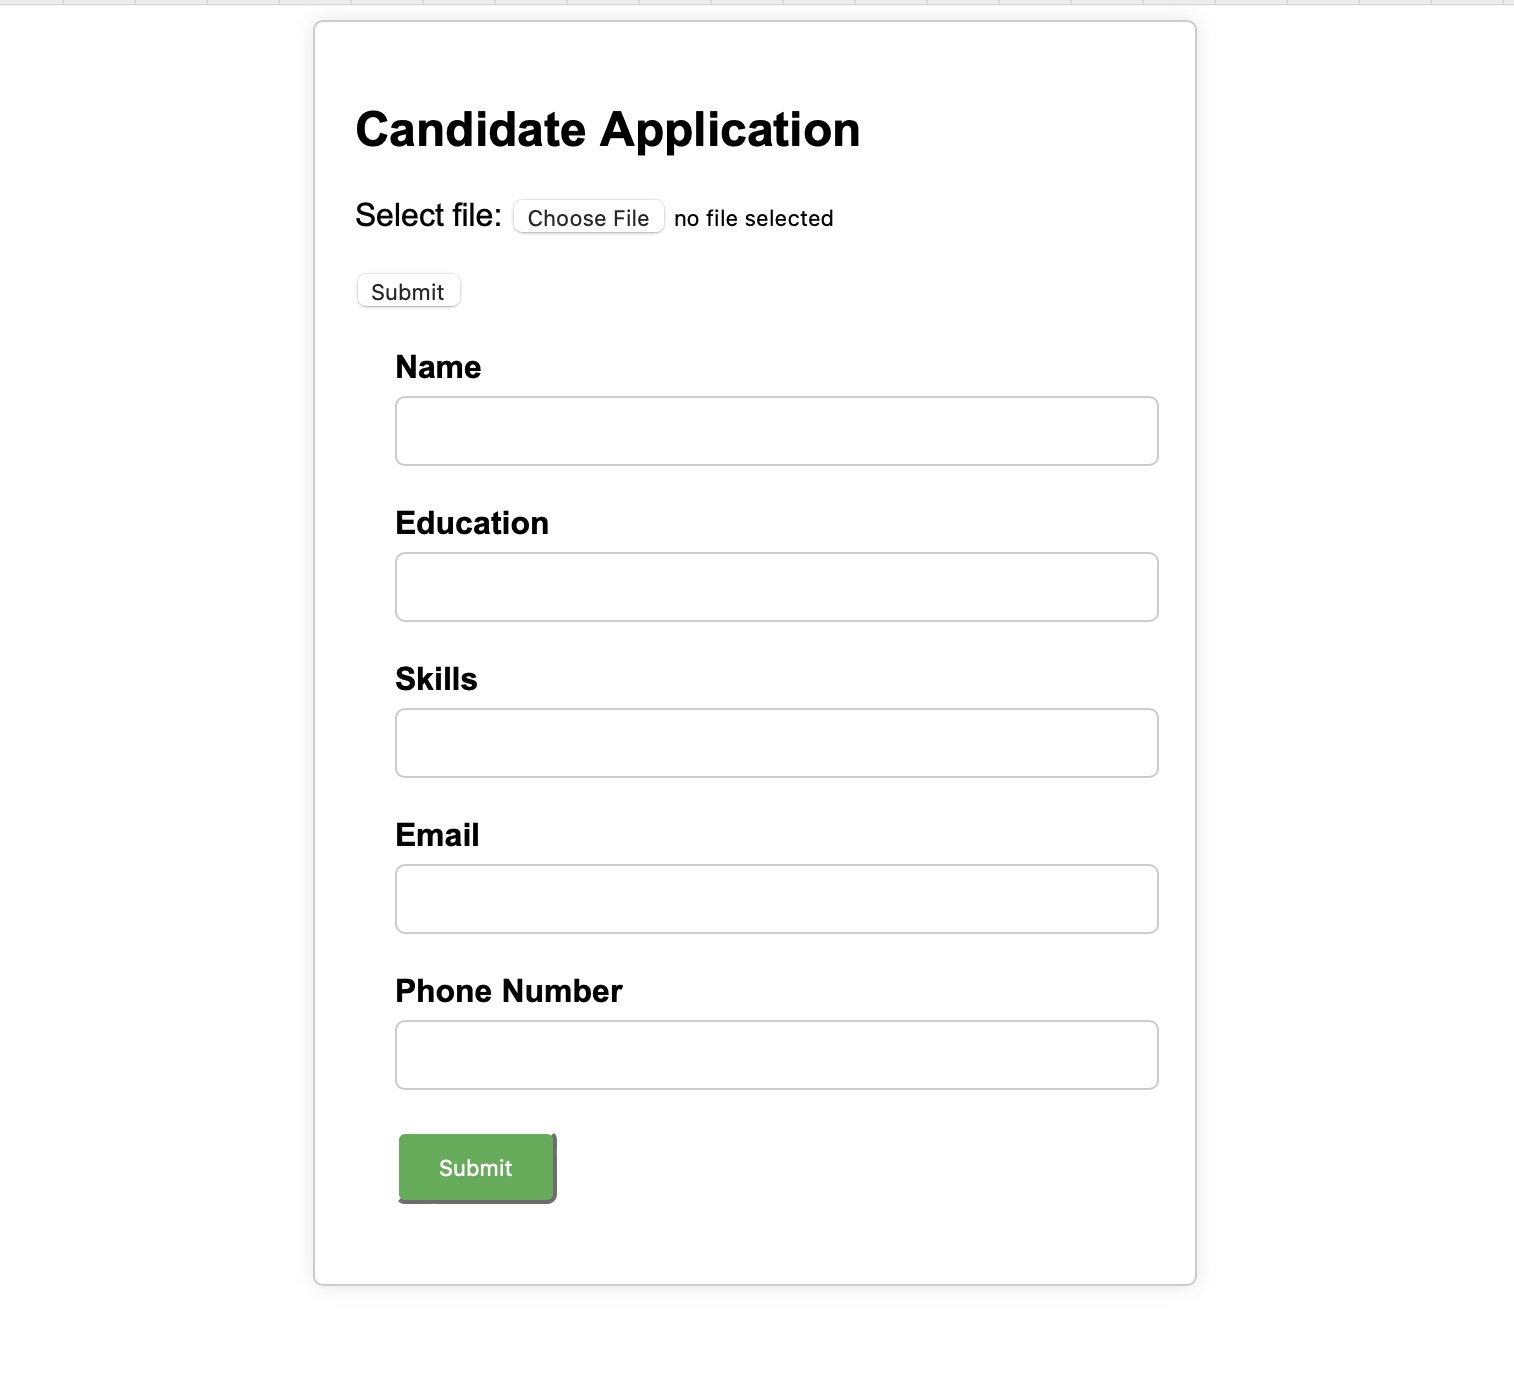 Candidate Application
Select file: Choose File no file selected
Submit
Name
Education
Skills
Email
Phone Number
Submit